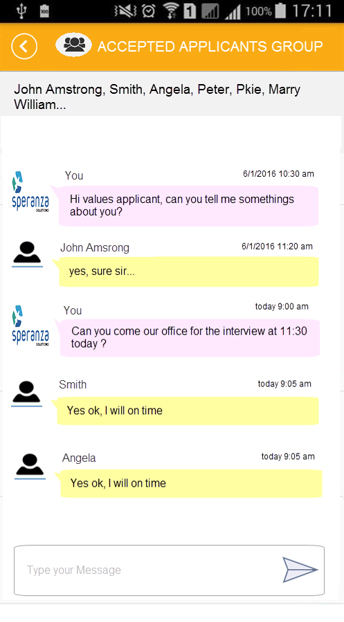 100% 17:11
ACCEPTED APPLICANTS GROUP
John Amstrong, Smith, Angela, Peter, Pkie, Marry
William...
You 6/1/2016 10:30 am
speranza
Hi values applicant, can you tell me somethings
about you?
John Amsrong 6/1/2016 11:20 am
yes, sure sir...
You today 9:00 am
speranza
Can you come our office for the interview at 11:30
today ?
Smith today 9:05 am
Yes ok, I will on time
Angela today 9:05 am
Yes ok, I will on time
Type your Message